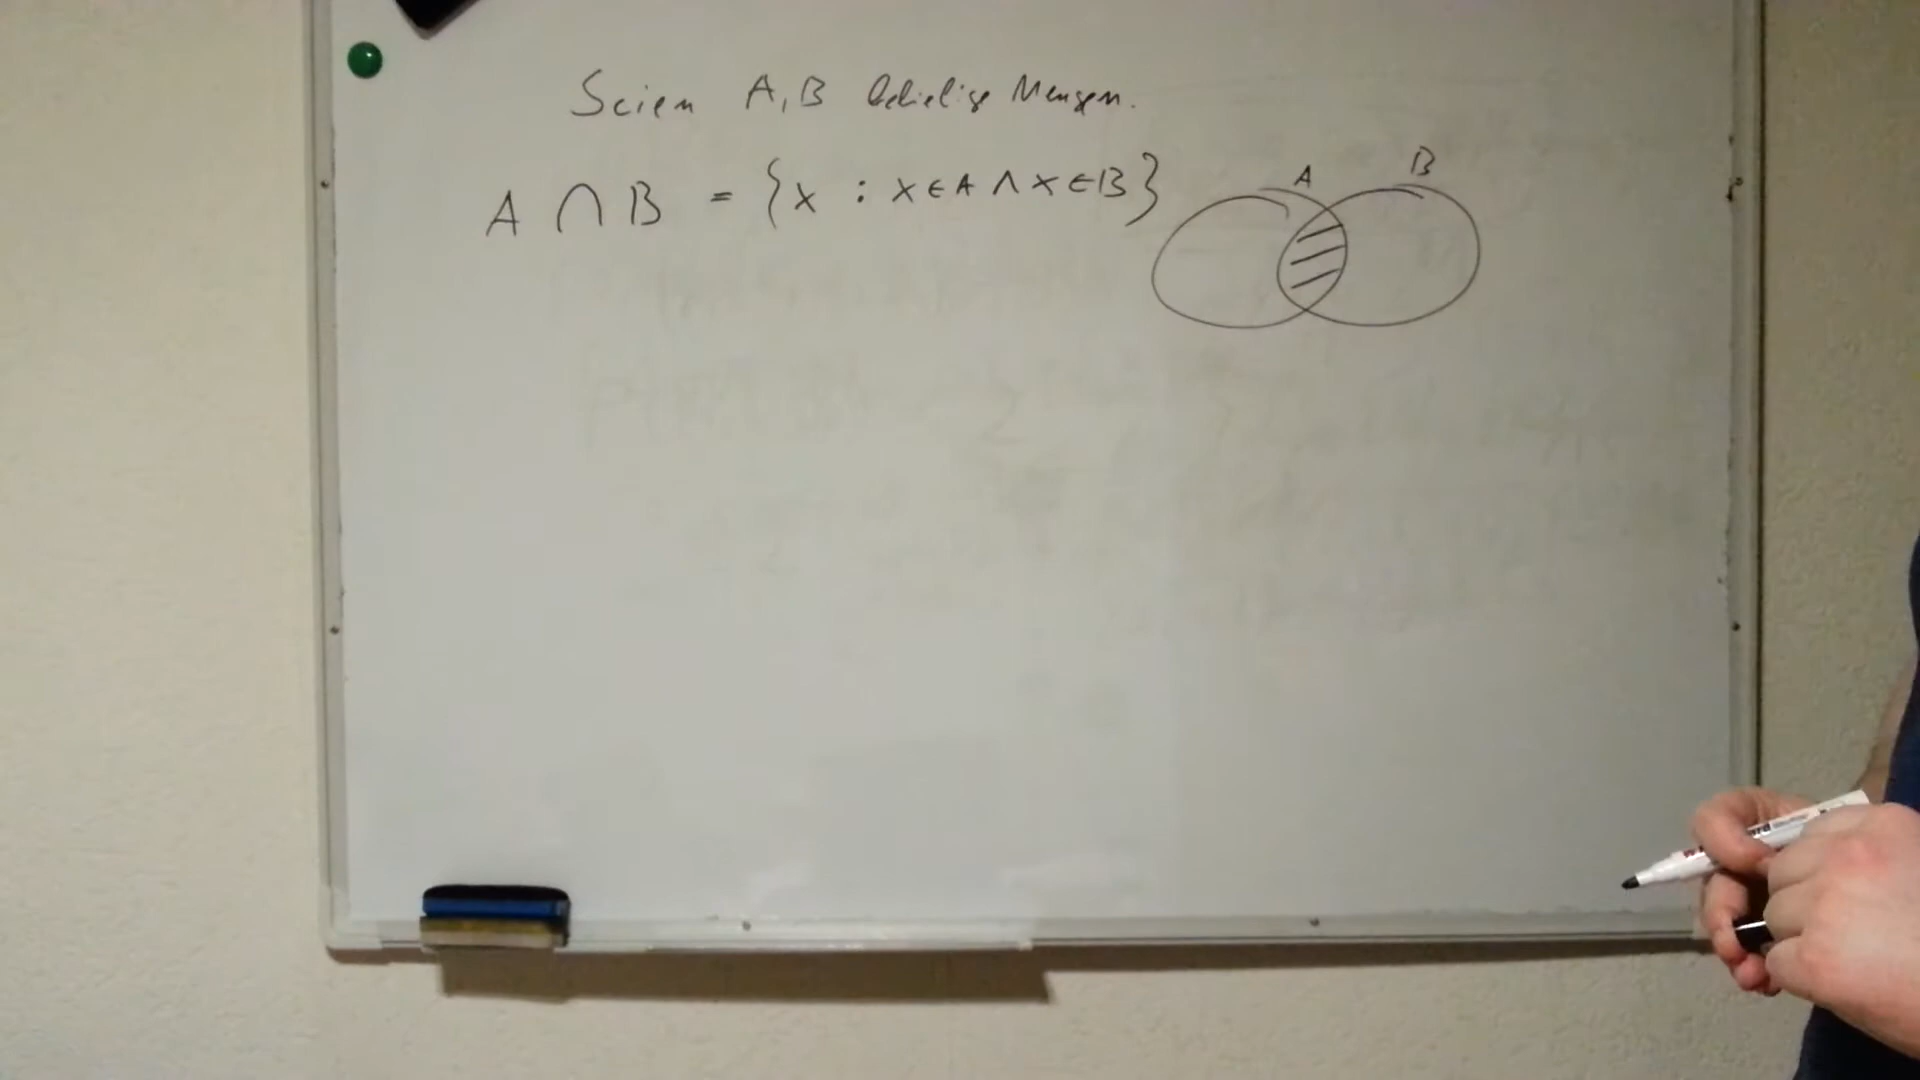 Seien A, B beliebige Mengen.
A ∩ B = {x : x ∈ A ∧ x ∈ B}
A B